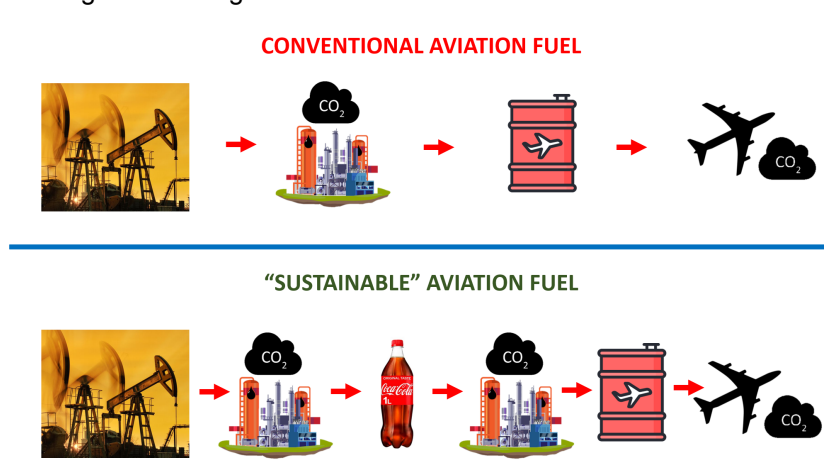 CONVENTIONAL AVIATION FUEL
CO2
CO2
“SUSTAINABLE” AVIATION FUEL
CO2
CO2
Coca-Cola
1L
CO2